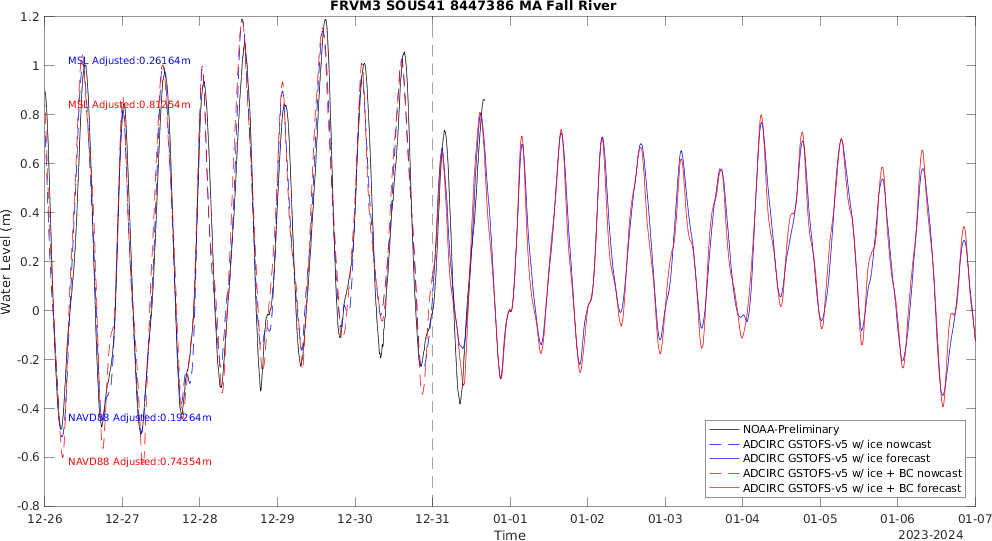 FRVM3 SOUS41 8447386 MA Fall River
1.2
1
0.8
0.6
0.4
0.2
0
-0.2
-0.4
-0.6
-0.8
Water Level (m)
MSL Adjusted:0.26164m
MSL Adjusted:0.81254m
NAVD88 Adjusted:0.19264m
NAVD88 Adjusted:0.74354m
NOAA-Preliminary
ADCIRC GSTOFS-v5 w/ ice nowcast
ADCIRC GSTOFS-v5 w/ ice forecast
ADCIRC GSTOFS-v5 w/ ice + BC nowcast
ADCIRC GSTOFS-v5 w/ ice + BC forecast
12-26 12-27 12-28 12-29 12-30 12-31 01-01 01-02 01-03 01-04 01-05 01-06 01-07
Time
2023-2024